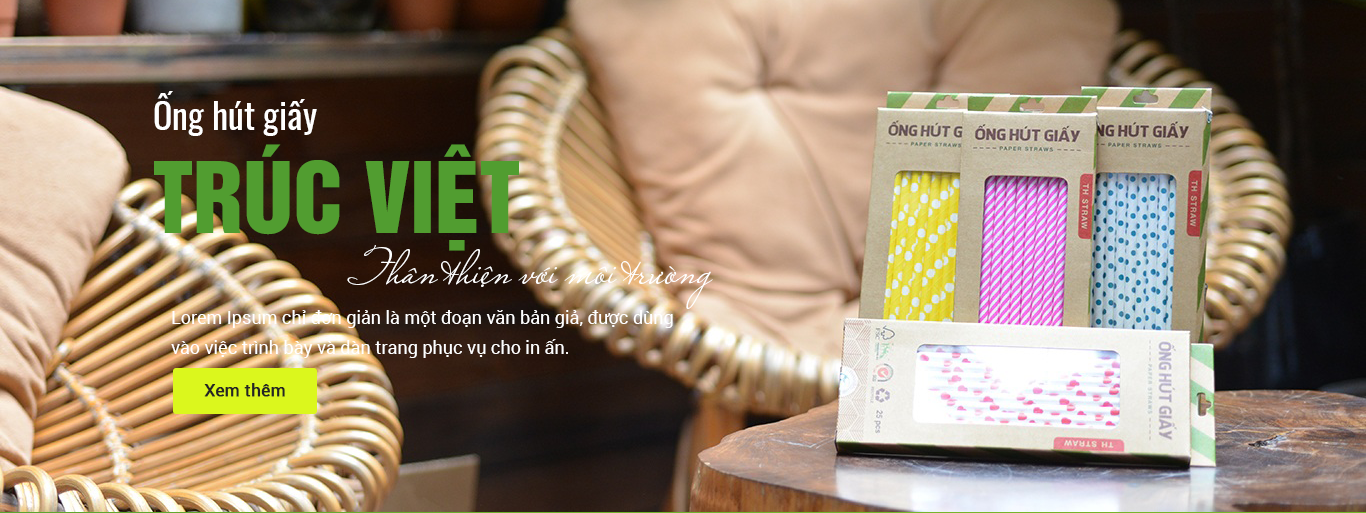 Ống hút giấy
TRÚC VIỆT
Thân thiện với môi trường
Lorem Ipsum chỉ đơn giản là một đoạn văn bản giả, được dùng
vào việc trình bày và dàn trang phục vụ cho in ấn.
Xem thêm
ỐNG HÚT G
PAPER STRAWS
ỐNG HÚT GIẤY
PAPER STRAWS
TH STRAW
NG HÚT GIẤY
PAPER STRAWS
TH STRAW
ỐNG HÚT GIẤY
PAPER STRAWS
TH STRAW
25 pcs